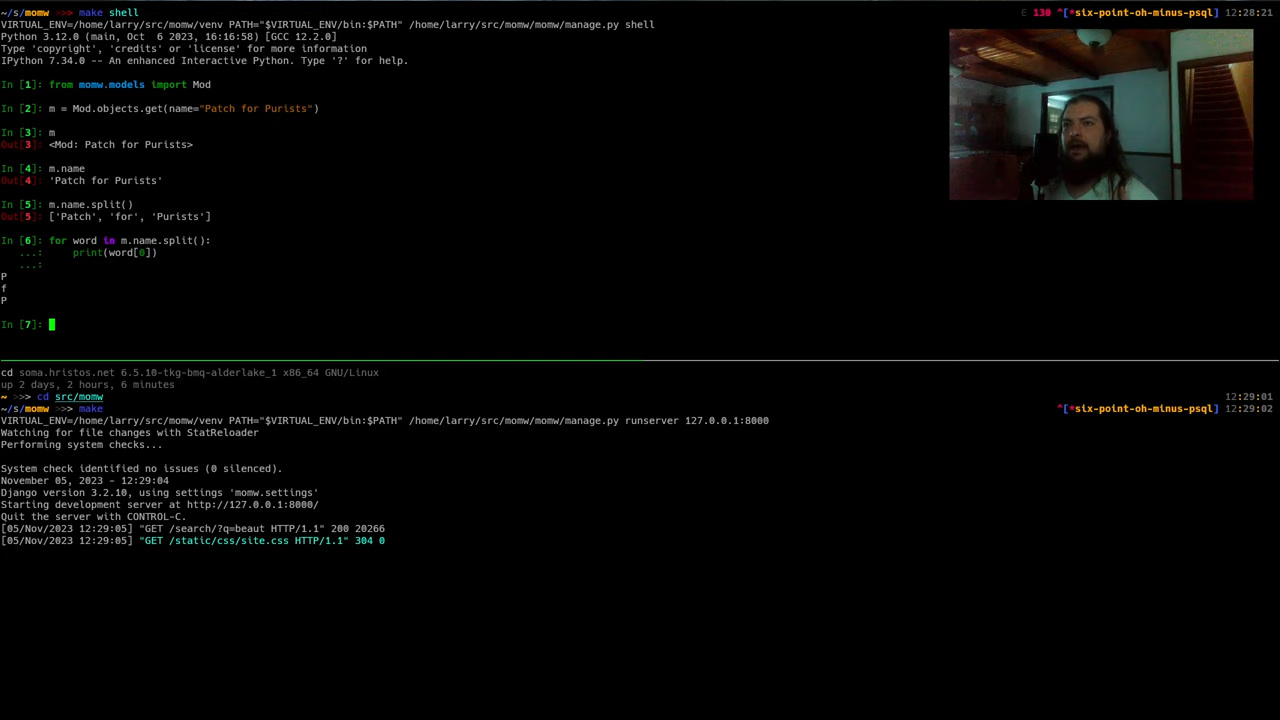 ~/s/momw >>> make shell E 130 ^[*six-point-oh-minus-psql] 12:28:21
VIRTUAL_ENV=/home/larry/src/momw/venv PATH="$VIRTUAL_ENV/bin:$PATH" /home/larry/src/momw/momw/manage.py shell
Python 3.12.0 (main, Oct  6 2023, 16:16:58) [GCC 12.2.0]
Type 'copyright', 'credits' or 'license' for more information
IPython 7.34.0 -- An enhanced Interactive Python. Type '?' for help.
In [1]: from momw.models import Mod
In [2]: m = Mod.objects.get(name="Patch for Purists")
In [3]: m
Out[3]: <Mod: Patch for Purists>
In [4]: m.name
Out[4]: 'Patch for Purists'
In [5]: m.name.split()
Out[5]: ['Patch', 'for', 'Purists']
In [6]: for word in m.name.split():
...:     print(word[0])
...:
P
f
P
In [7]:
cd soma.hristos.net 6.5.10-tkg-bmq-alderlake_1 x86_64 GNU/Linux
up 2 days, 2 hours, 6 minutes
~ >>> cd src/momw 12:29:01
~/s/momw >>> make ^[*six-point-oh-minus-psql] 12:29:02
VIRTUAL_ENV=/home/larry/src/momw/venv PATH="$VIRTUAL_ENV/bin:$PATH" /home/larry/src/momw/momw/manage.py runserver 127.0.0.1:8000
Watching for file changes with StatReloader
Performing system checks...
System check identified no issues (0 silenced).
November 05, 2023 - 12:29:04
Django version 3.2.10, using settings 'momw.settings'
Starting development server at http://127.0.0.1:8000/
Quit the server with CONTROL-C.
[05/Nov/2023 12:29:05] "GET /search/?q=beaut HTTP/1.1" 200 20266
[05/Nov/2023 12:29:05] "GET /static/css/site.css HTTP/1.1" 304 0